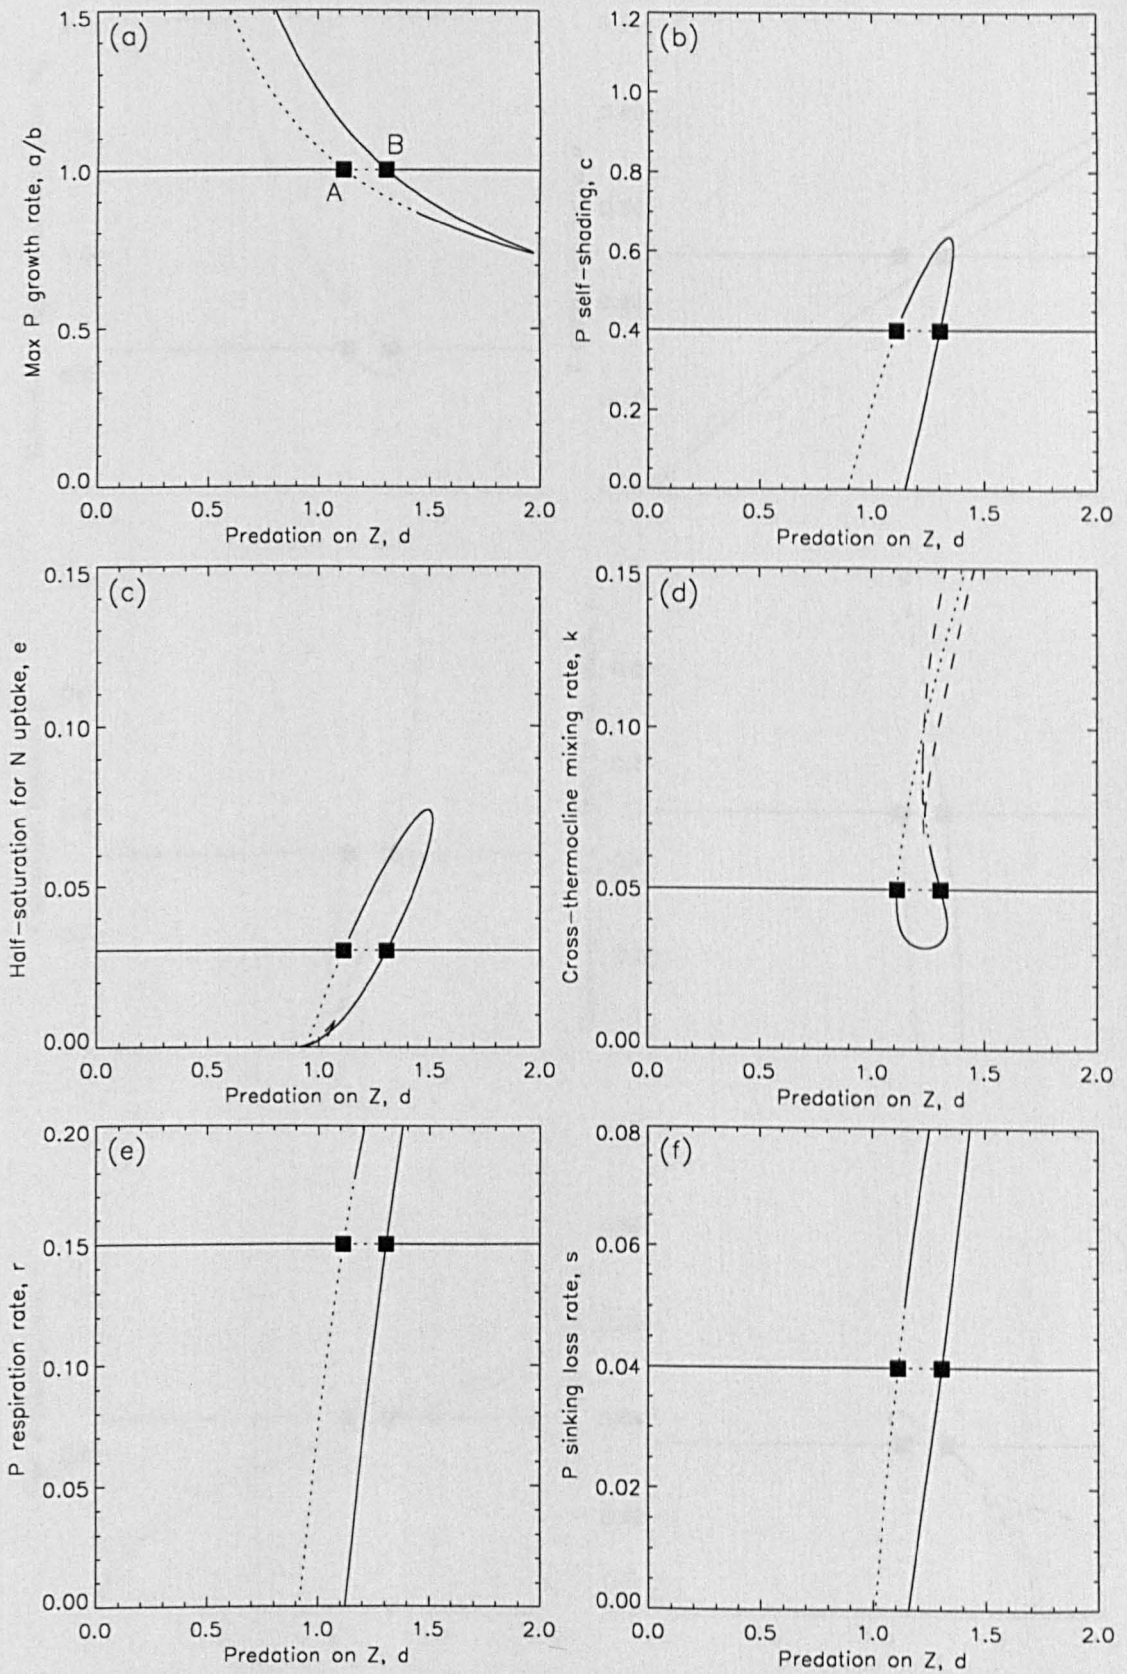 (a)
Max P growth rate, a/b
1.5
1.0
0.5
0.0
A
B
0.0 0.5 1.0 1.5 2.0
Predation on Z, d
(b)
P self-shading, c
1.2
1.0
0.8
0.6
0.4
0.2
0.0
0.0 0.5 1.0 1.5 2.0
Predation on Z, d
(c)
Half-saturation for N uptake, e
0.15
0.10
0.05
0.00
0.0 0.5 1.0 1.5 2.0
Predation on Z, d
(d)
Cross-thermocline mixing rate, k
0.15
0.10
0.05
0.00
0.0 0.5 1.0 1.5 2.0
Predation on Z, d
(e)
P respiration rate, r
0.20
0.15
0.10
0.05
0.00
0.0 0.5 1.0 1.5 2.0
Predation on Z, d
(f)
P sinking loss rate, s
0.08
0.06
0.04
0.02
0.00
0.0 0.5 1.0 1.5 2.0
Predation on Z, d